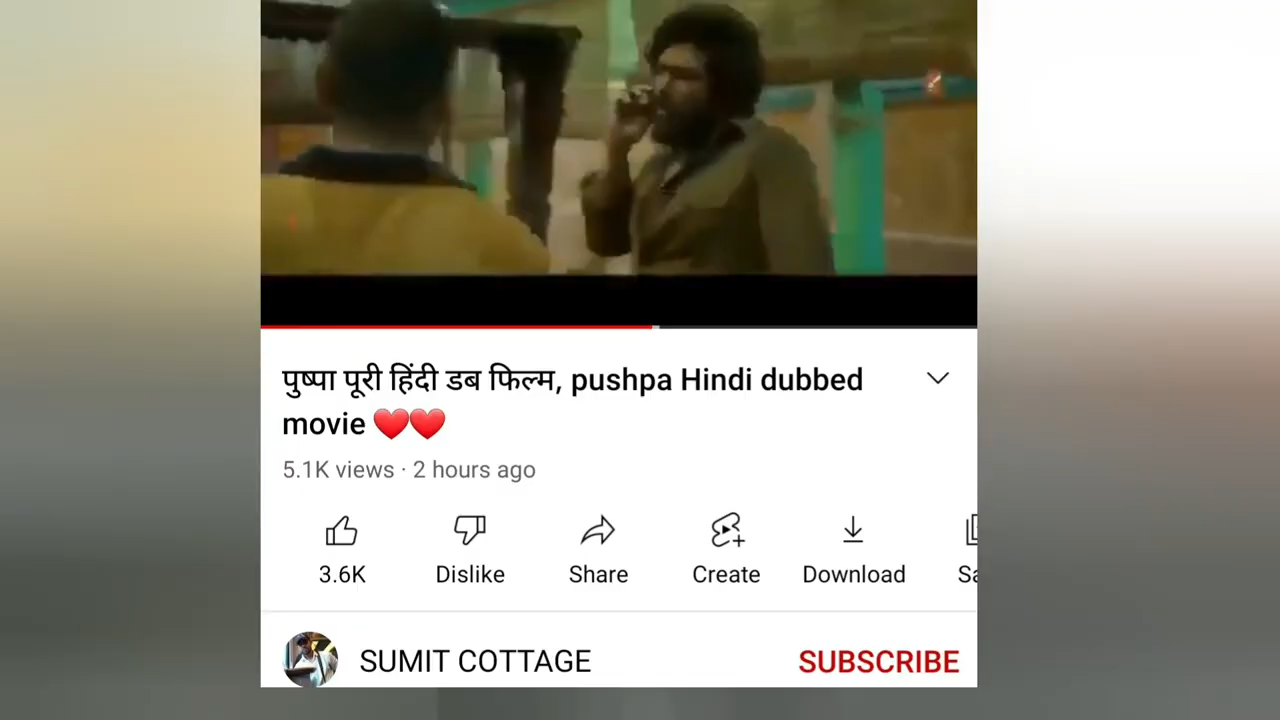 पुष्पा पूरी हिंदी डब फिल्म, pushpa Hindi dubbed
movie ❤️❤️
5.1K views · 2 hours ago
3.6K Dislike Share Create Download Sa
SUMIT COTTAGE SUBSCRIBE